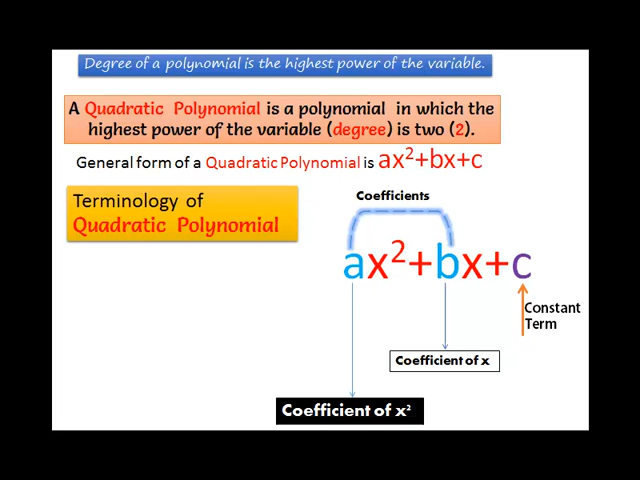 Degree of a polynomial is the highest power of the variable.
A Quadratic Polynomial is a polynomial in which the
highest power of the variable (degree) is two (2).
General form of a Quadratic Polynomial is ax²+bx+c
Terminology of
Quadratic Polynomial
Coefficients
ax²+bx+c
Constant
Term
Coefficient of x
Coefficient of x²